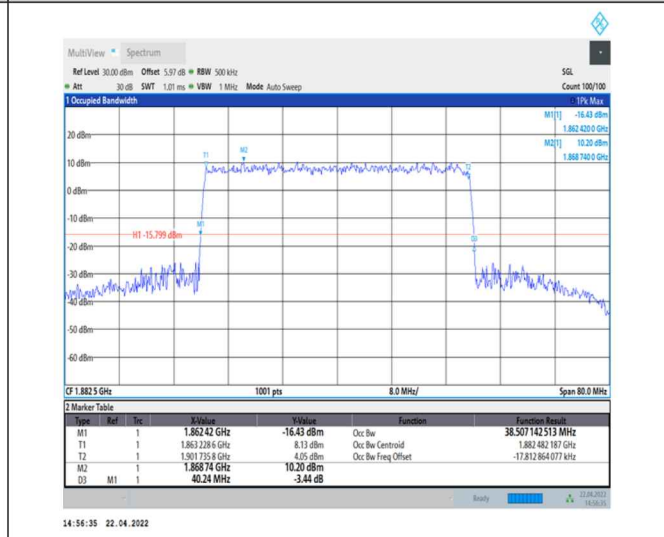 MultiView Spectrum
Ref Level 30.00 dBm Offset 5.97 dB RBW 500 kHz SGL
Att 30 dB SWT 1.01 ms VBW 1 MHz Mode Auto Sweep Count 100/100
1 Occupied Bandwidth 1Pk Max
M1[1] -16.43 dBm
1.862 420 0 GHz
M2[1] 10.20 dBm
1.868 740 0 GHz
20 dBm
T1 M2 T2
10 dBm
0 dBm
-10 dBm
M1
H1 -15.799 dBm
D3
-20 dBm
-30 dBm
-40 dBm
-50 dBm
-60 dBm
CF 1.882 5 GHz 1001 pts 8.0 MHz/ Span 80.0 MHz
2 Marker Table
Type Ref Trc X-Value Y-Value Function Function Result
M1 1 1.862 42 GHz -16.43 dBm Occ Bw 38.507 142 513 MHz
T1 1 1.863 228 6 GHz 8.13 dBm Occ Bw Centroid 1.882 482 187 GHz
T2 1 1.901 735 8 GHz 4.05 dBm Occ Bw Freq Offset -17.812 864 077 kHz
M2 1 1.868 74 GHz 10.20 dBm
D3 M1 1 40.24 MHz -3.44 dB
Ready 22.04.2022
14:56:35
14:56:35 22.04.2022